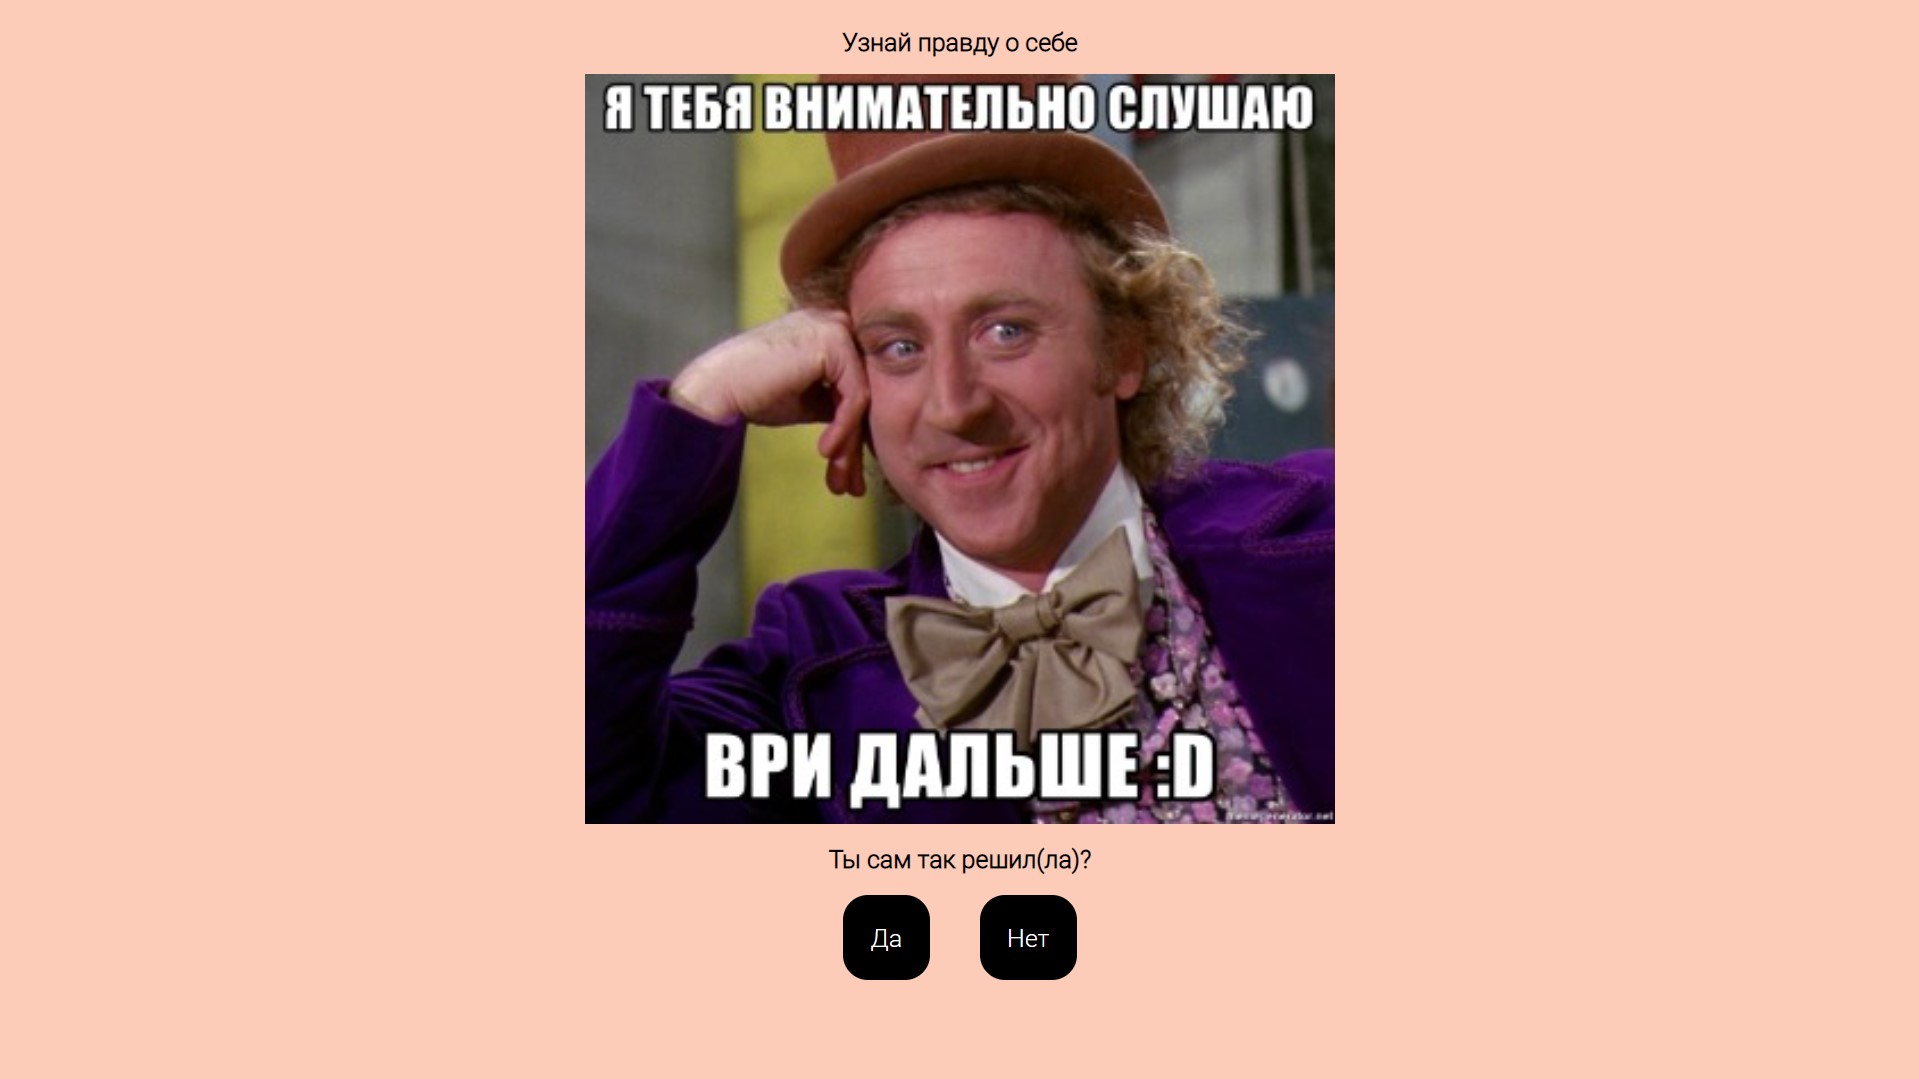 Узнай правду о себе
Я ТЕБЯ ВНИМАТЕЛЬНО СЛУШАЮ
ВРИ ДАЛЬШЕ :D
Ты сам так решил(ла)?
Да
Нет